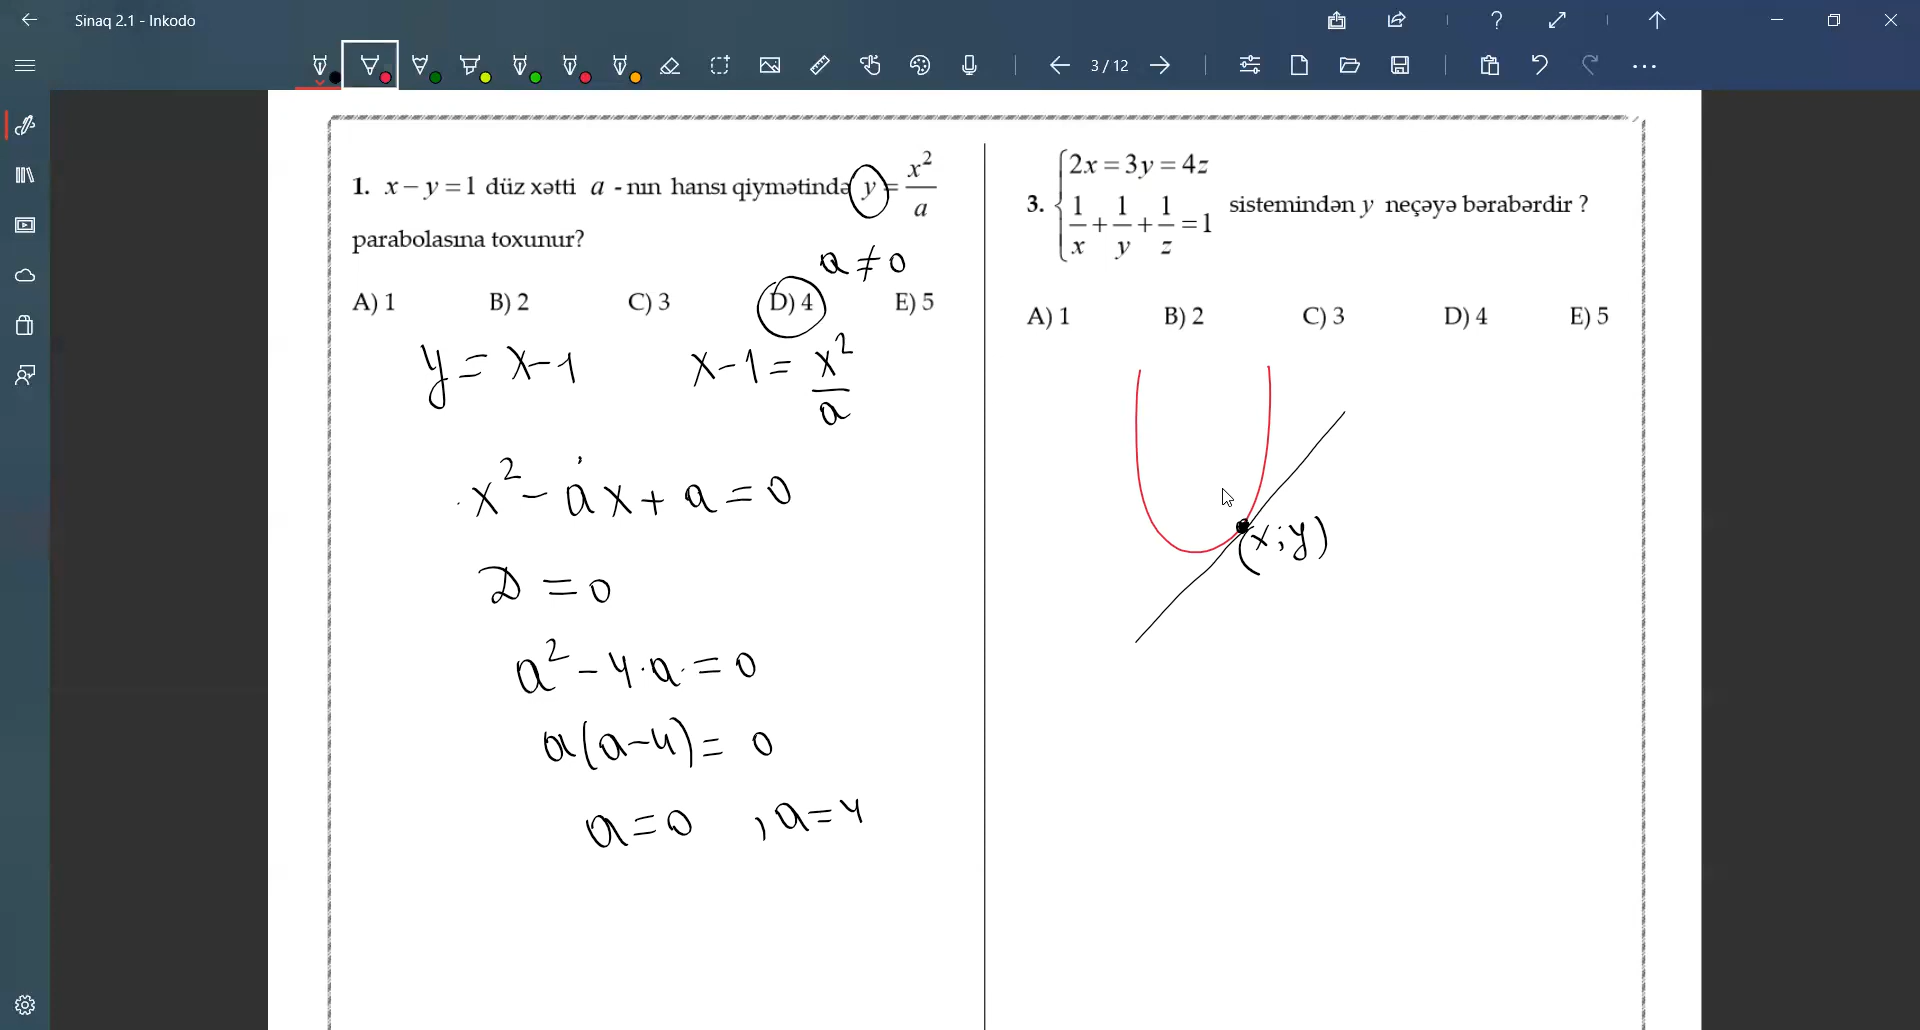 Sinaq 2.1 - Inkodo
3 / 12
1. x − y = 1 düz xətti a - nın hansı qiymətində y = x²/a
parabolasına toxunur?
a ≠ 0
A) 1 B) 2 C) 3 D) 4 E) 5
y = x − 1 x − 1 = x²/a
x² − ax + a = 0
D = 0
a² − 4·a = 0
a(a−4) = 0
a = 0 , a = 4
3. { 2x = 3y = 4z
1/x + 1/y + 1/z = 1 sistemindən y neçəyə bərabərdir ?
A) 1 B) 2 C) 3 D) 4 E) 5
(x; y)